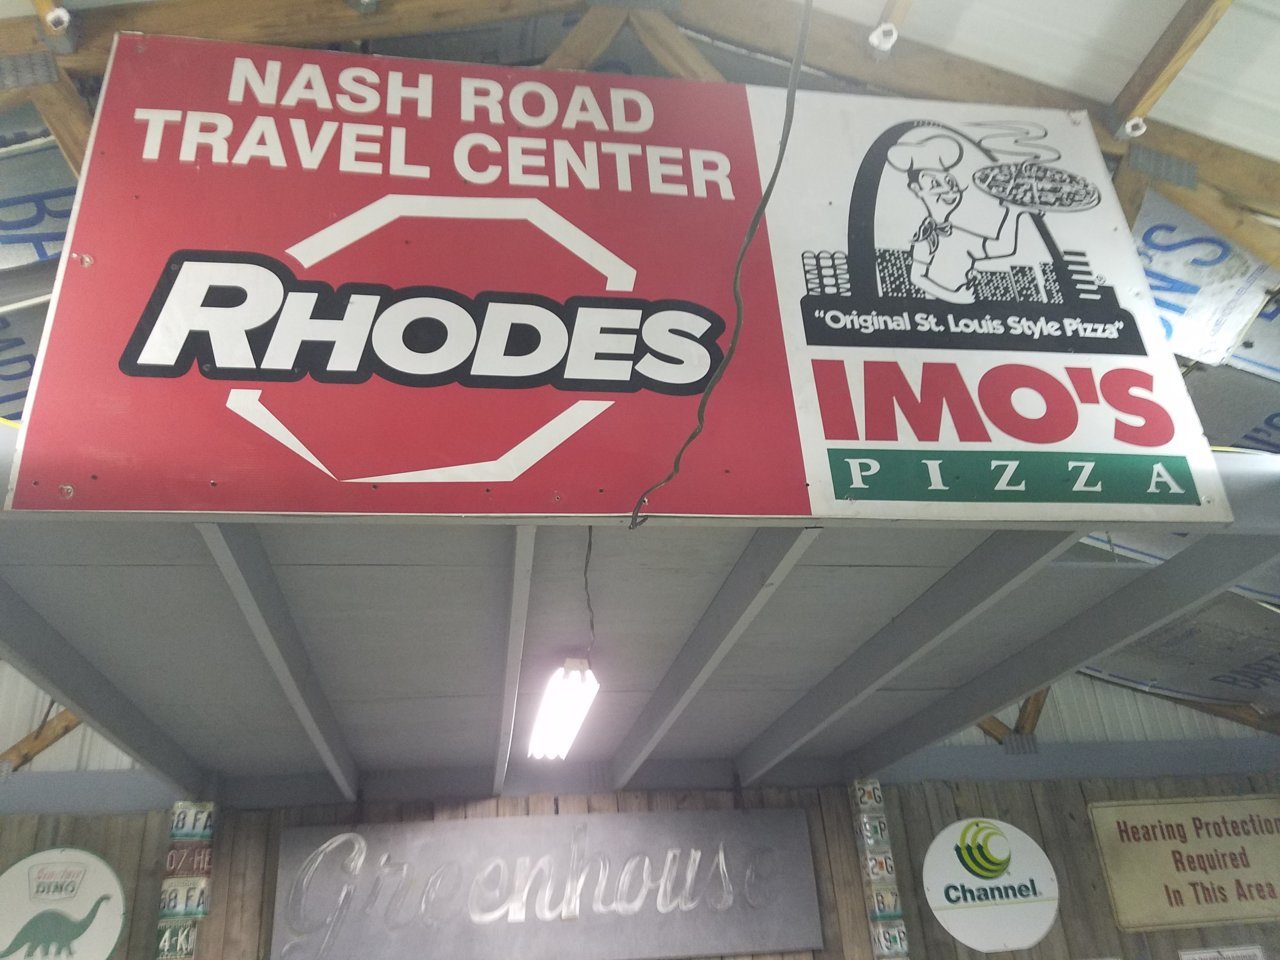 NASH ROAD
TRAVEL CENTER
RHODES
"Original St. Louis Style Pizza"
IMO'S
PIZZA
Greenhouse
DINO
Channel
Hearing Protection
Required
In This Area